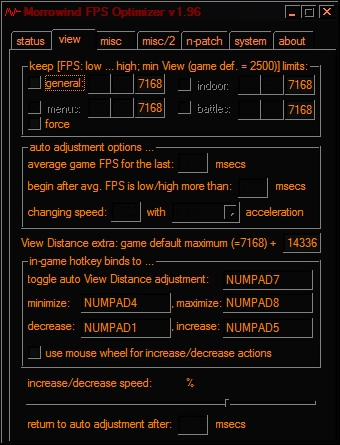 Morrowind FPS Optimizer v1.96
status view misc misc/2 n-patch system about
keep [FPS: low ... high; min View (game def. = 2500)] limits:
general: 7168 indoor: 7168
menus: 7168 battles: 7168
force
auto adjustment options ...
average game FPS for the last: msecs
begin after avg. FPS is low/high more than: msecs
changing speed: with acceleration
View Distance extra: game default maximum (=7168) + 14336
in-game hotkey binds to ...
toggle auto View Distance adjustment: NUMPAD7
minimize: NUMPAD4 , maximize: NUMPAD8
decrease: NUMPAD1 , increase: NUMPAD5
use mouse wheel for increase/decrease actions
increase/decrease speed: %
return to auto adjustment after: msecs